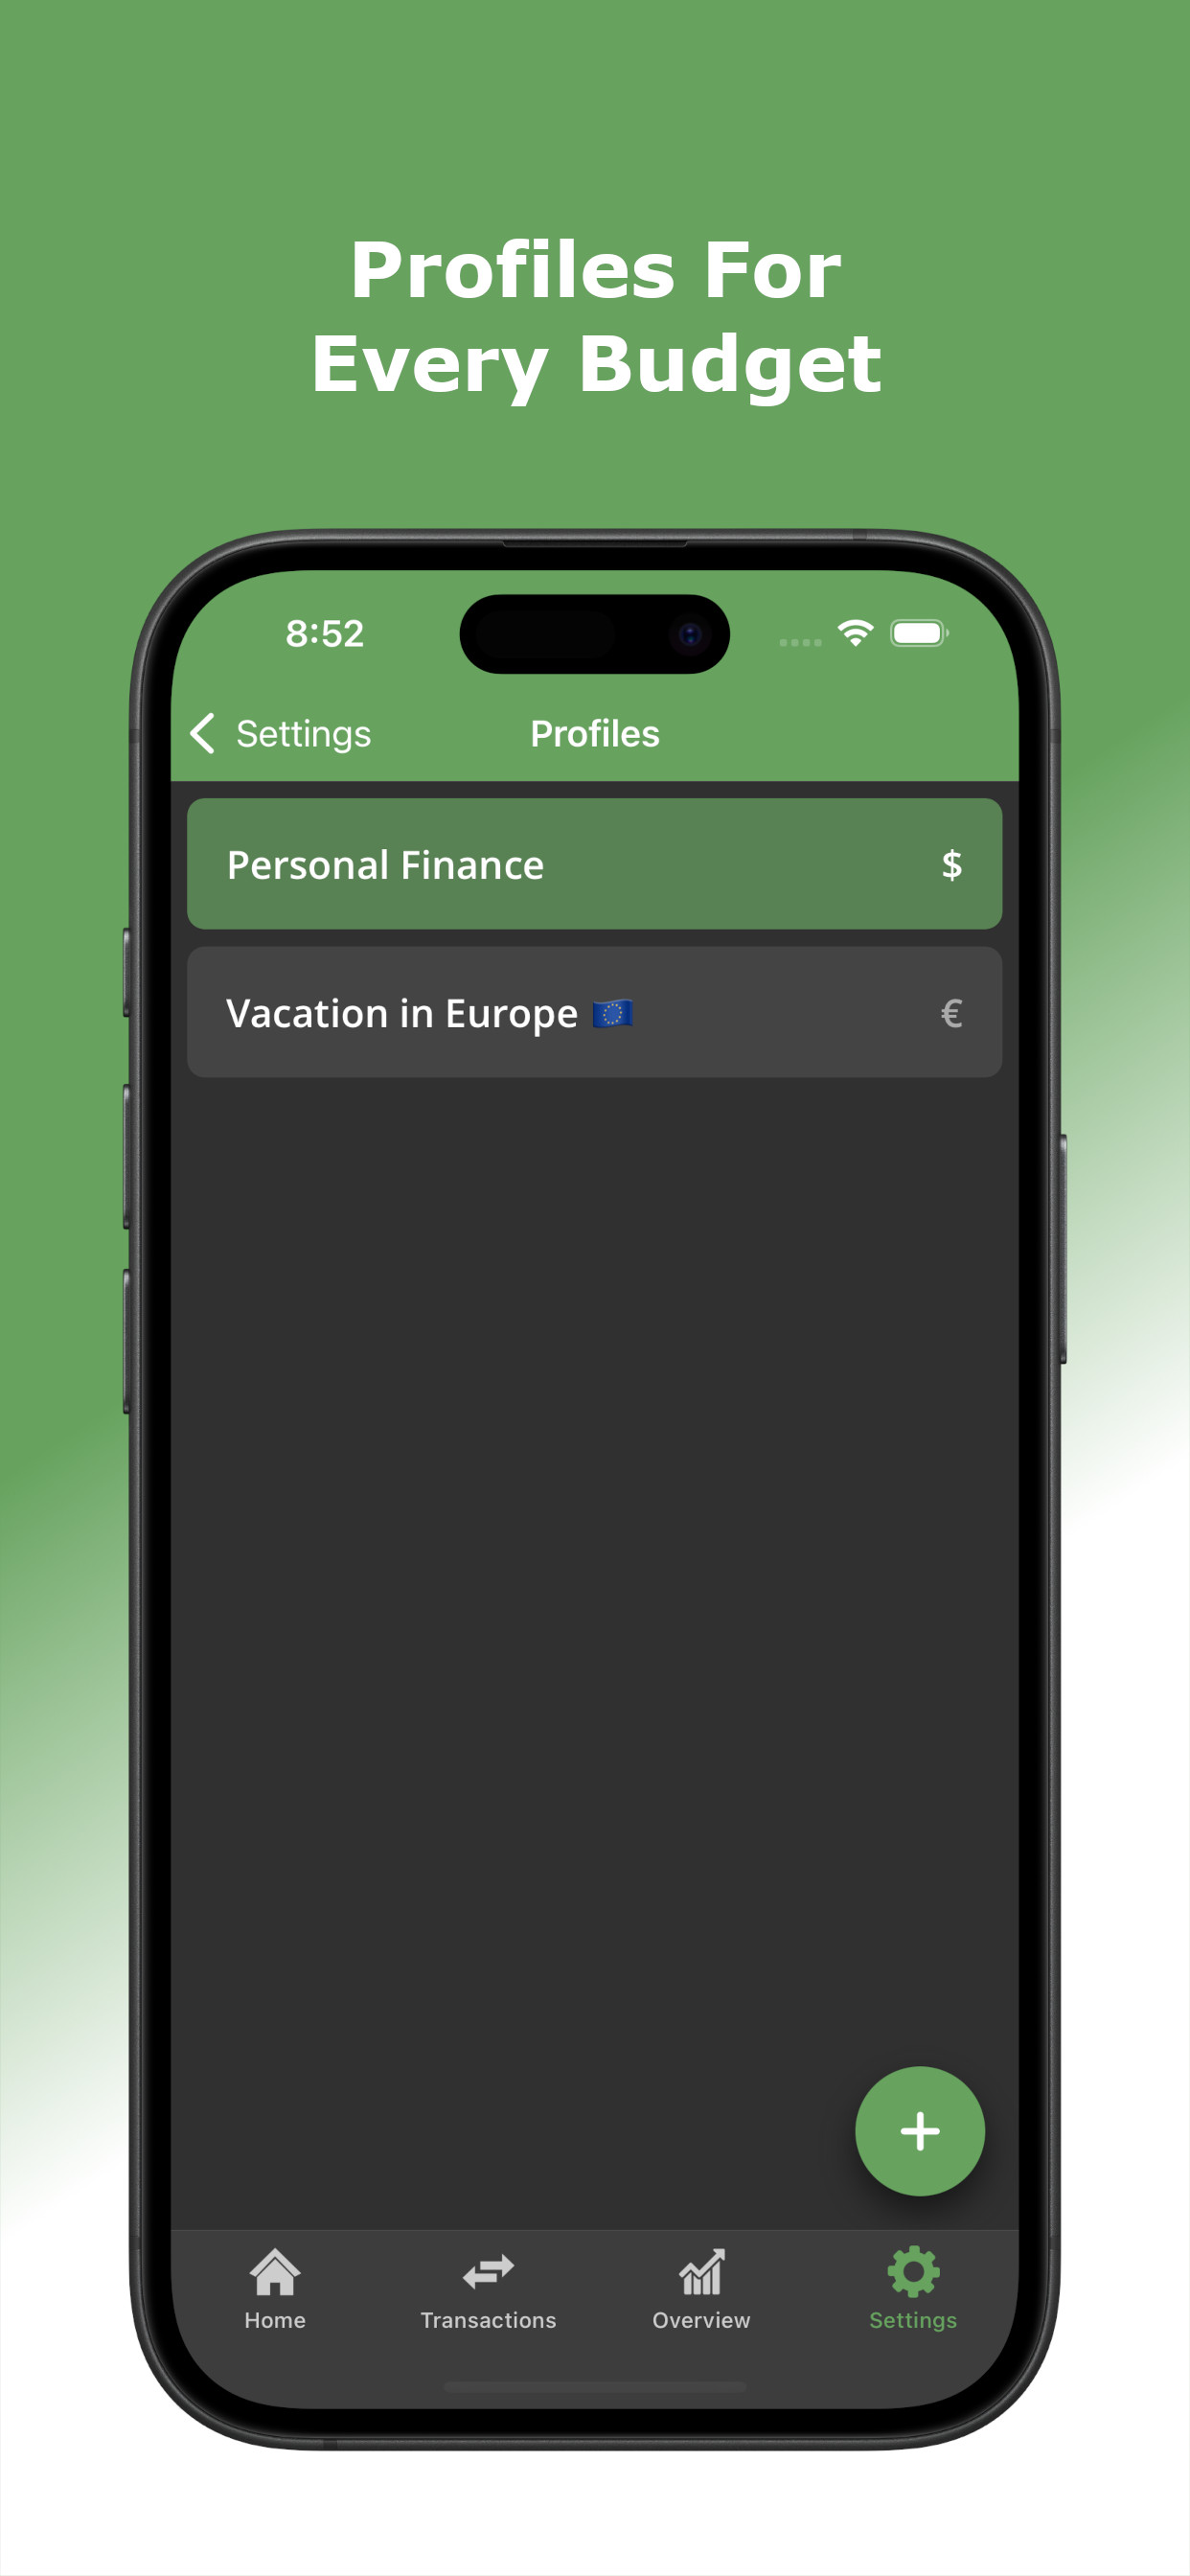 Profiles For
Every Budget
8:52
Settings Profiles
Personal Finance $
Vacation in Europe 🇪🇺 €
+
Home Transactions Overview Settings